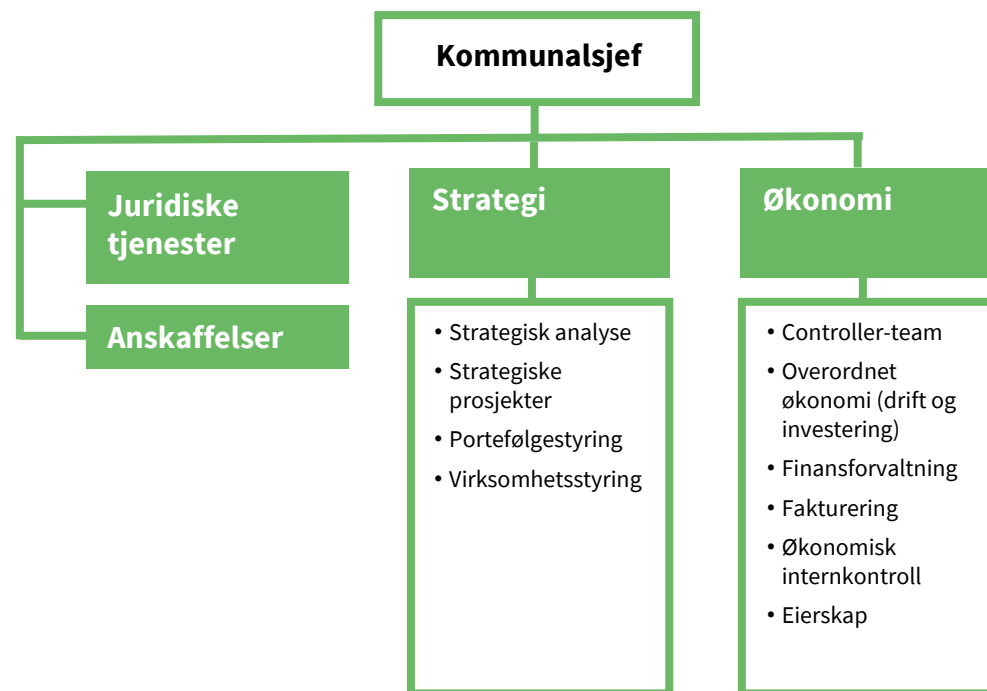 Kommunalsjef
Juridiske
tjenester
Anskaffelser
Strategi
• Strategisk analyse
• Strategiske
prosjekter
• Portefølgestyring
• Virksomhetsstyring
Økonomi
• Controller-team
• Overordnet
økonomi (drift og
investering)
• Finansforvaltning
• Fakturering
• Økonomisk
internkontroll
• Eierskap